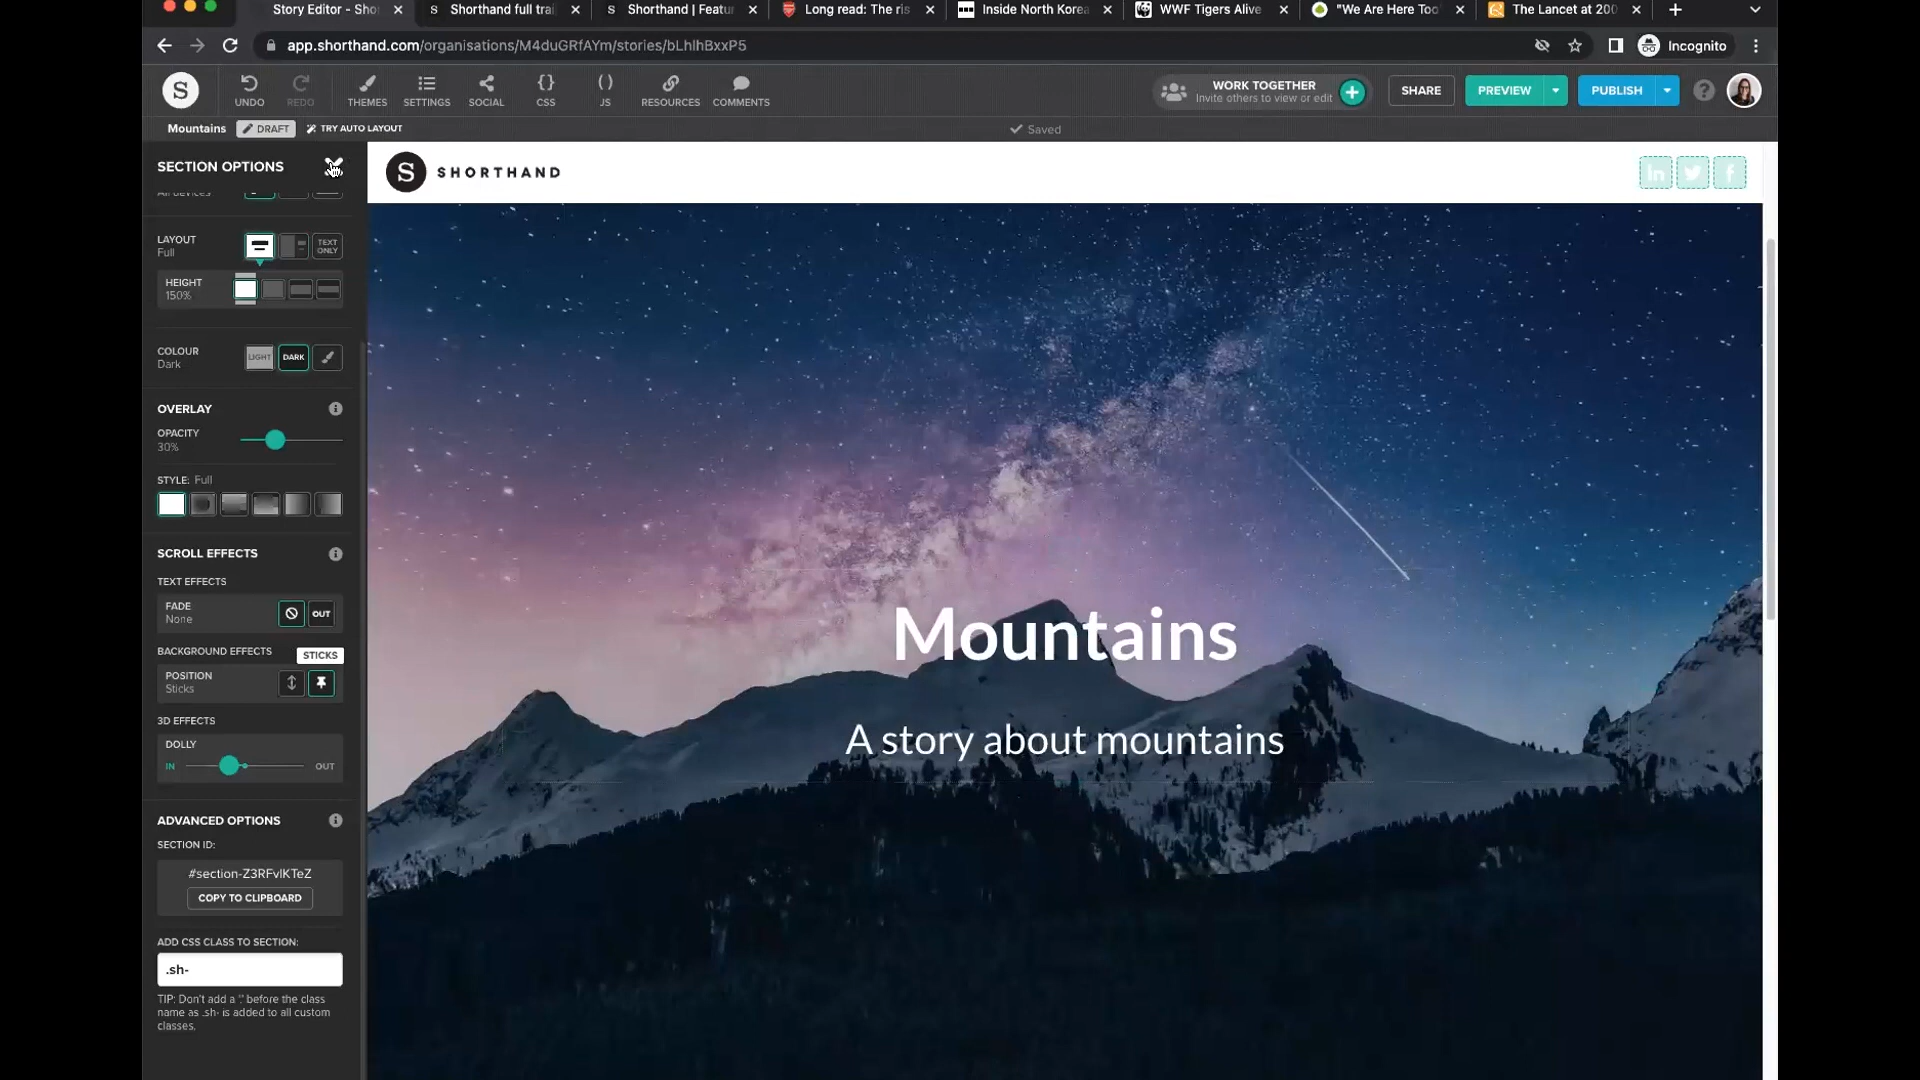 Story Editor - Sho
Shorthand full trai
Shorthand | Featu
Long read: The ris
Inside North Korea
WWF Tigers Alive
"We Are Here Too"
The Lancet at 200
app.shorthand.com/organisations/M4duGRfAYm/stories/bLhlhBxxP5
Incognito
S
UNDO
REDO
THEMES
SETTINGS
SOCIAL
{}
CSS
()
JS
RESOURCES
COMMENTS
WORK TOGETHER
Invite others to view or edit
SHARE
PREVIEW
PUBLISH
Mountains
DRAFT
TRY AUTO LAYOUT
Saved
SECTION OPTIONS
All devices
LAYOUT
Full
TEXT ONLY
HEIGHT
150%
COLOUR
Dark
LIGHT
DARK
OVERLAY
OPACITY
30%
STYLE: Full
SCROLL EFFECTS
TEXT EFFECTS
FADE
None
OUT
BACKGROUND EFFECTS
STICKS
POSITION
Sticks
3D EFFECTS
DOLLY
IN
OUT
ADVANCED OPTIONS
SECTION ID:
#section-Z3RFvlKTeZ
COPY TO CLIPBOARD
ADD CSS CLASS TO SECTION:
.sh-
TIP: Don't add a '.' before the class
name as .sh- is added to all custom
classes.
S SHORTHAND
in
f
Mountains
A story about mountains